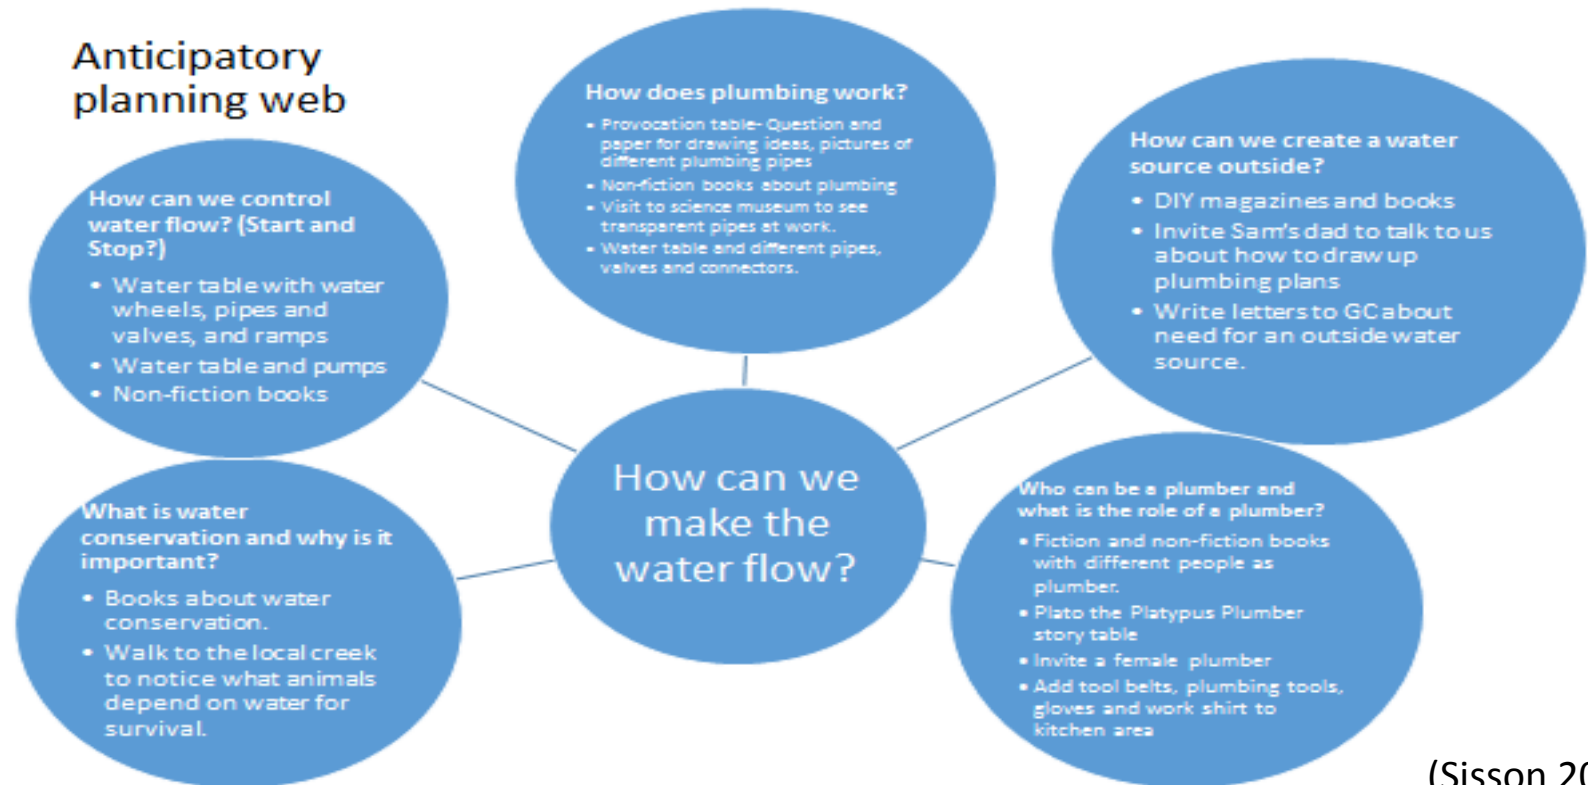 Anticipatory
planning web
How does plumbing work?
• Provocation table- Question and
paper for drawing ideas, pictures of
different plumbing pipes
• Non-fiction books about plumbing
• Visit to science museum to see
transparent pipes at work.
• Water table and different pipes,
valves and connectors.
How can we create a water
source outside?
• DIY magazines and books
• Invite Sam's dad to talk to us
about how to draw up
plumbing plans
• Write letters to GC about
need for an outside water
source.
How can we control
water flow? (Start and
Stop?)
• Water table with water
wheels, pipes and
valves, and ramps
• Water table and pumps
• Non-fiction books
How can we
make the
water flow?
What is water
conservation and why is it
important?
• Books about water
conservation.
• Walk to the local creek
to notice what animals
depend on water for
survival.
Who can be a plumber and
what is the role of a plumber?
• Fiction and non-fiction books
with different people as
plumber.
• Plato the Platypus Plumber
story table
• Invite a female plumber
• Add tool belts, plumbing tools,
gloves and work shirt to
kitchen area
(Sisson 20